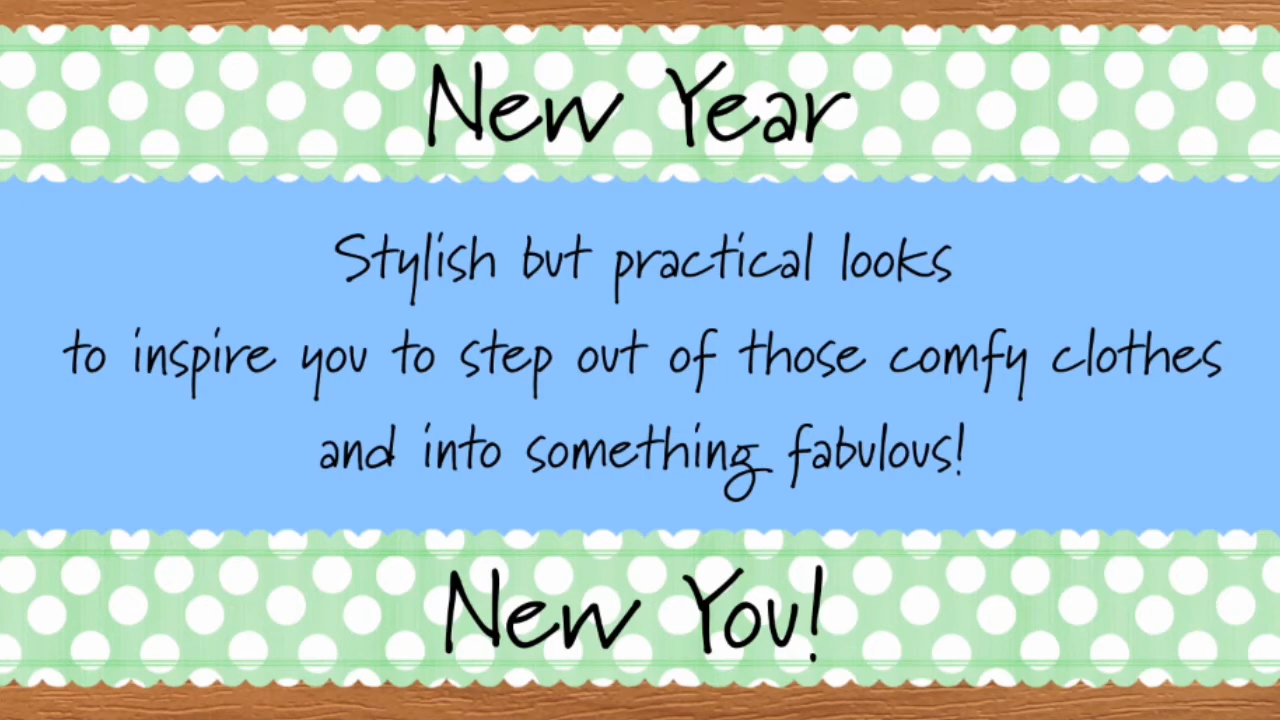 New Year
Stylish but practical looks
to inspire you to step out of those comfy clothes
and into something fabulous!
New You!